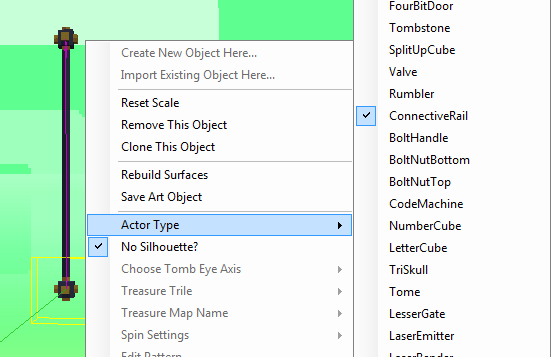 Create New Object Here...
Import Existing Object Here...
Reset Scale
Remove This Object
Clone This Object
Rebuild Surfaces
Save Art Object
Actor Type
No Silhouette?
Choose Tomb Eye Axis
Treasure Trile
Treasure Map Name
Spin Settings
Edit Pattern
FourBitDoor
Tombstone
SplitUpCube
Valve
Rumbler
ConnectiveRail
BoltHandle
BoltNutBottom
BoltNutTop
CodeMachine
NumberCube
LetterCube
TriSkull
Tome
LesserGate
LaserEmitter